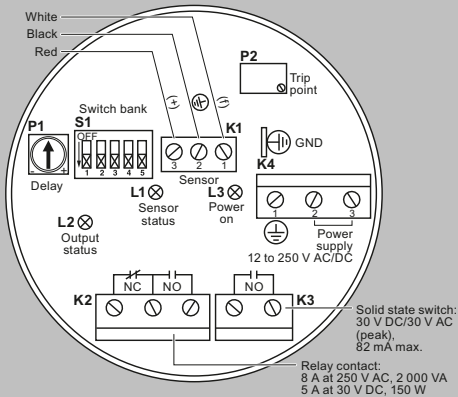 White
Black
Red
P2
Trip
point
(+)
(-)
P1
-
+
Delay
Switch bank
S1
OFF
1 2 3 4 5
K1
3 2 1
Sensor
GND
K4
1 2 3
L1
Sensor
status
L3
Power
on
Power
supply
12 to 250 V AC/DC
L2
Output
status
K2
NC
NO
NO
K3
Solid state switch:
30 V DC/30 V AC
(peak),
82 mA max.
Relay contact:
8 A at 250 V AC, 2 000 VA
5 A at 30 V DC, 150 W